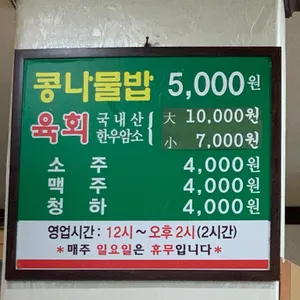 콩나물밥 5,000원
육회 국내산 한우암소 { 大 10,000원
小 7,000원
소주 4,000원
맥주 4,000원
청하 4,000원
영업시간 : 12시~오후2시(2시간)
*매주 일요일은 휴무입니다*